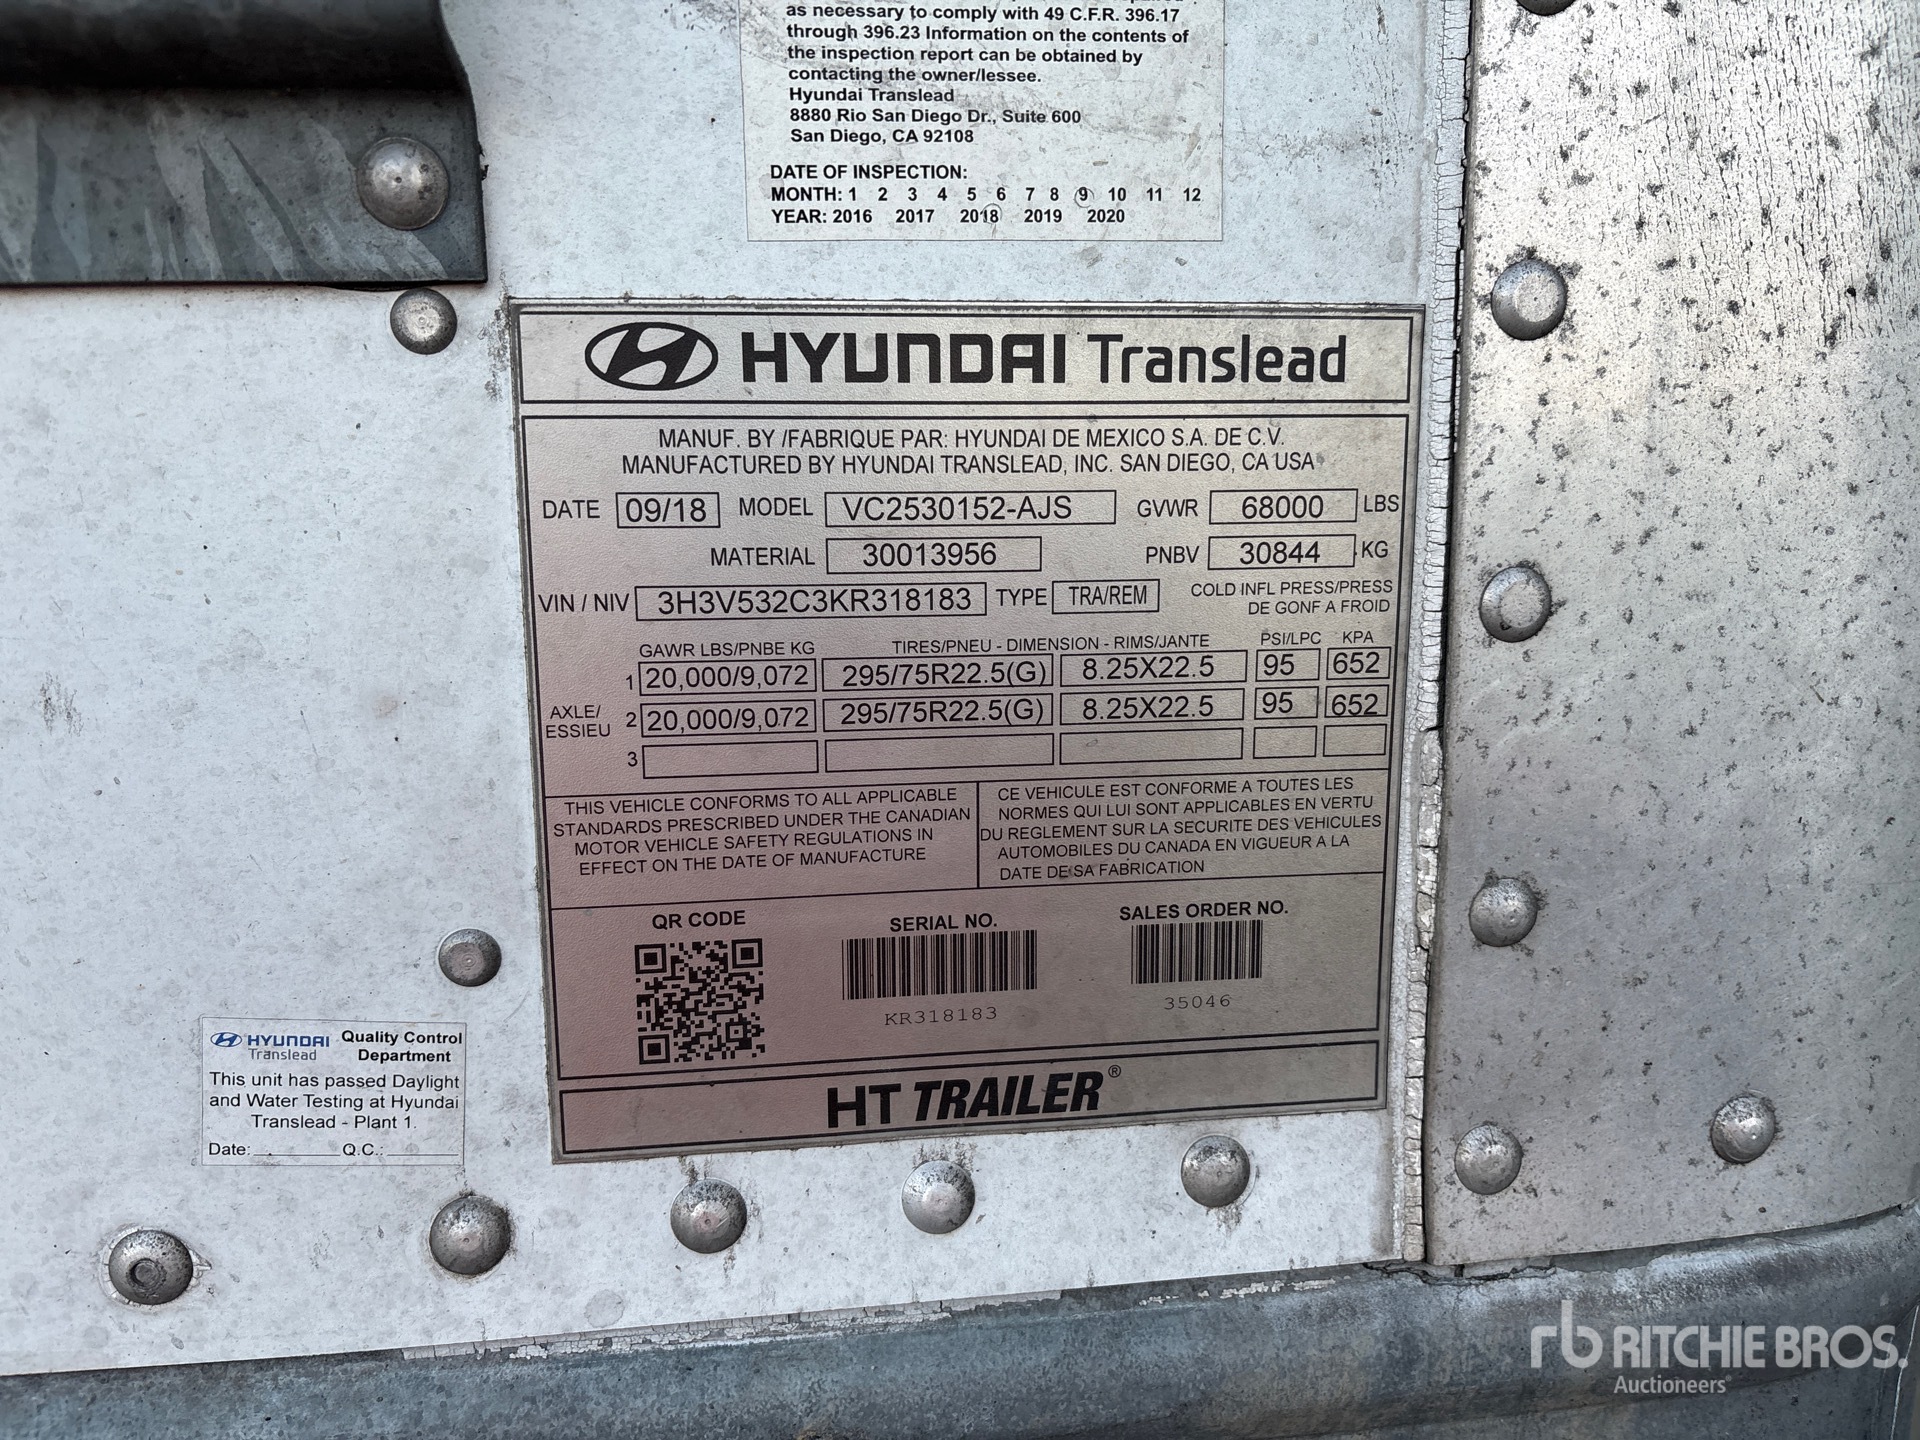 as necessary to comply with 49 C.F.R. 396.17
through 396.23 Information on the contents of
the inspection report can be obtained by
contacting the owner/lessee.
Hyundai Translead
8880 Rio San Diego Dr., Suite 600
San Diego, CA 92108
DATE OF INSPECTION:
MONTH: 1 2 3 4 5 6 7 8 9 10 11 12
YEAR: 2016 2017 2018 2019 2020
HYUNDAI Translead
MANUF. BY /FABRIQUE PAR: HYUNDAI DE MEXICO S.A. DE C.V.
MANUFACTURED BY HYUNDAI TRANSLEAD, INC. SAN DIEGO, CA USA
DATE 09/18 MODEL VC2530152-AJS GVWR 68000 LBS
MATERIAL 30013956 PNBV 30844 KG
VIN / NIV 3H3V532C3KR318183 TYPE TRA/REM COLD INFL PRESS/PRESS
DE GONF A FROID
GAWR LBS/PNBE KG TIRES/PNEU - DIMENSION - RIMS/JANTE PSI/LPC KPA
1 20,000/9,072 295/75R22.5(G) 8.25X22.5 95 652
AXLE/
ESSIEU 2 20,000/9,072 295/75R22.5(G) 8.25X22.5 95 652
3
THIS VEHICLE CONFORMS TO ALL APPLICABLE
STANDARDS PRESCRIBED UNDER THE CANADIAN
MOTOR VEHICLE SAFETY REGULATIONS IN
EFFECT ON THE DATE OF MANUFACTURE
CE VEHICULE EST CONFORME A TOUTES LES
NORMES QUI LUI SONT APPLICABLES EN VERTU
DU REGLEMENT SUR LA SECURITE DES VEHICULES
AUTOMOBILES DU CANADA EN VIGUEUR A LA
DATE DE SA FABRICATION
QR CODE SERIAL NO. SALES ORDER NO.
KR318183 35046
HT TRAILER®
HYUNDAI Translead Quality Control
Department
This unit has passed Daylight
and Water Testing at Hyundai
Translead - Plant 1.
Date: Q.C.:
rb RITCHIE BROS.
Auctioneers